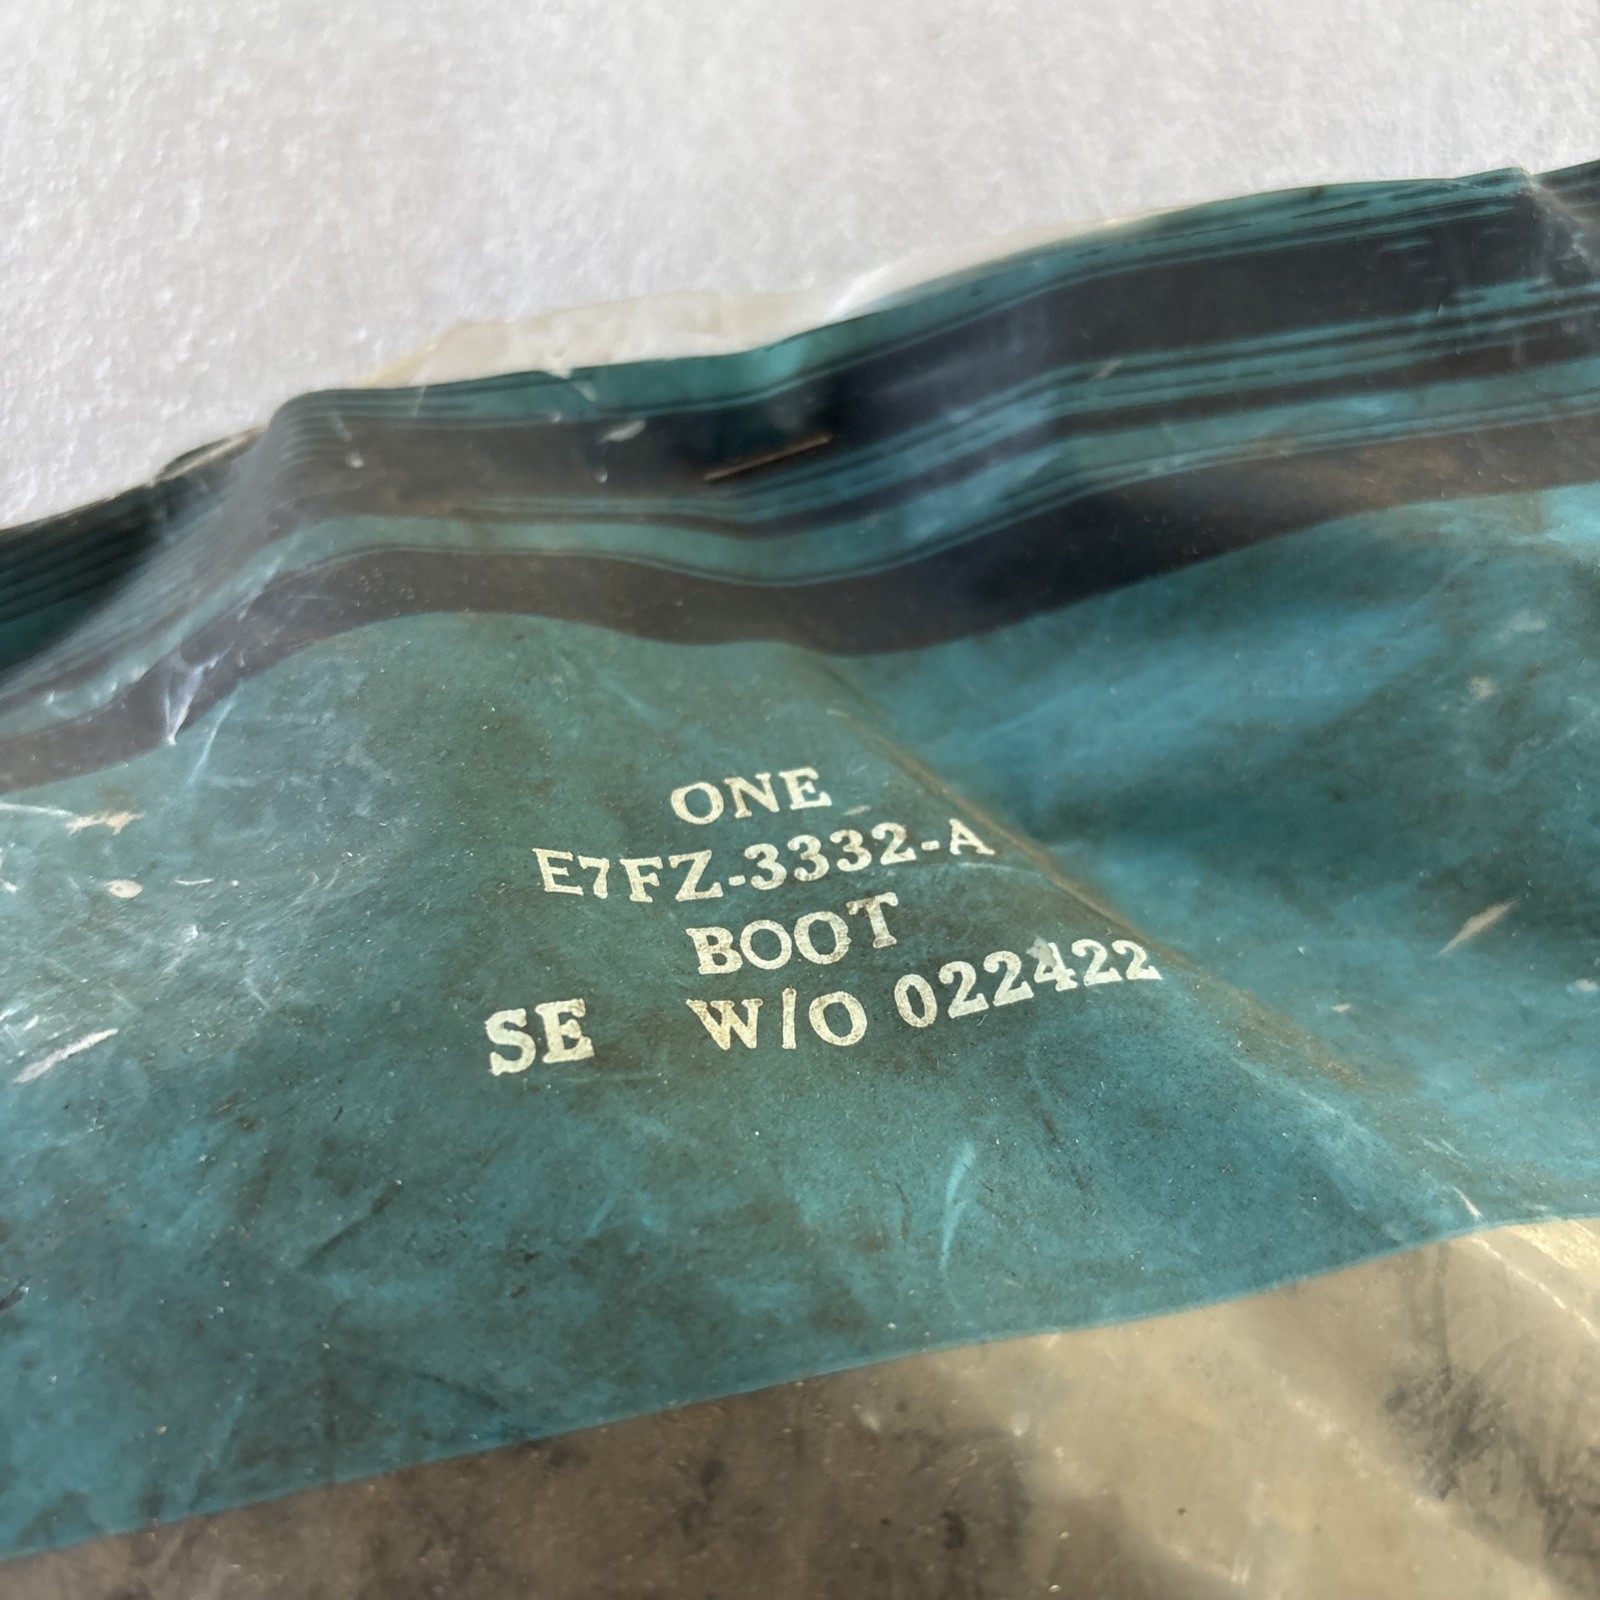 ONE
E7FZ-3332-A
BOOT
SE W/O 022422